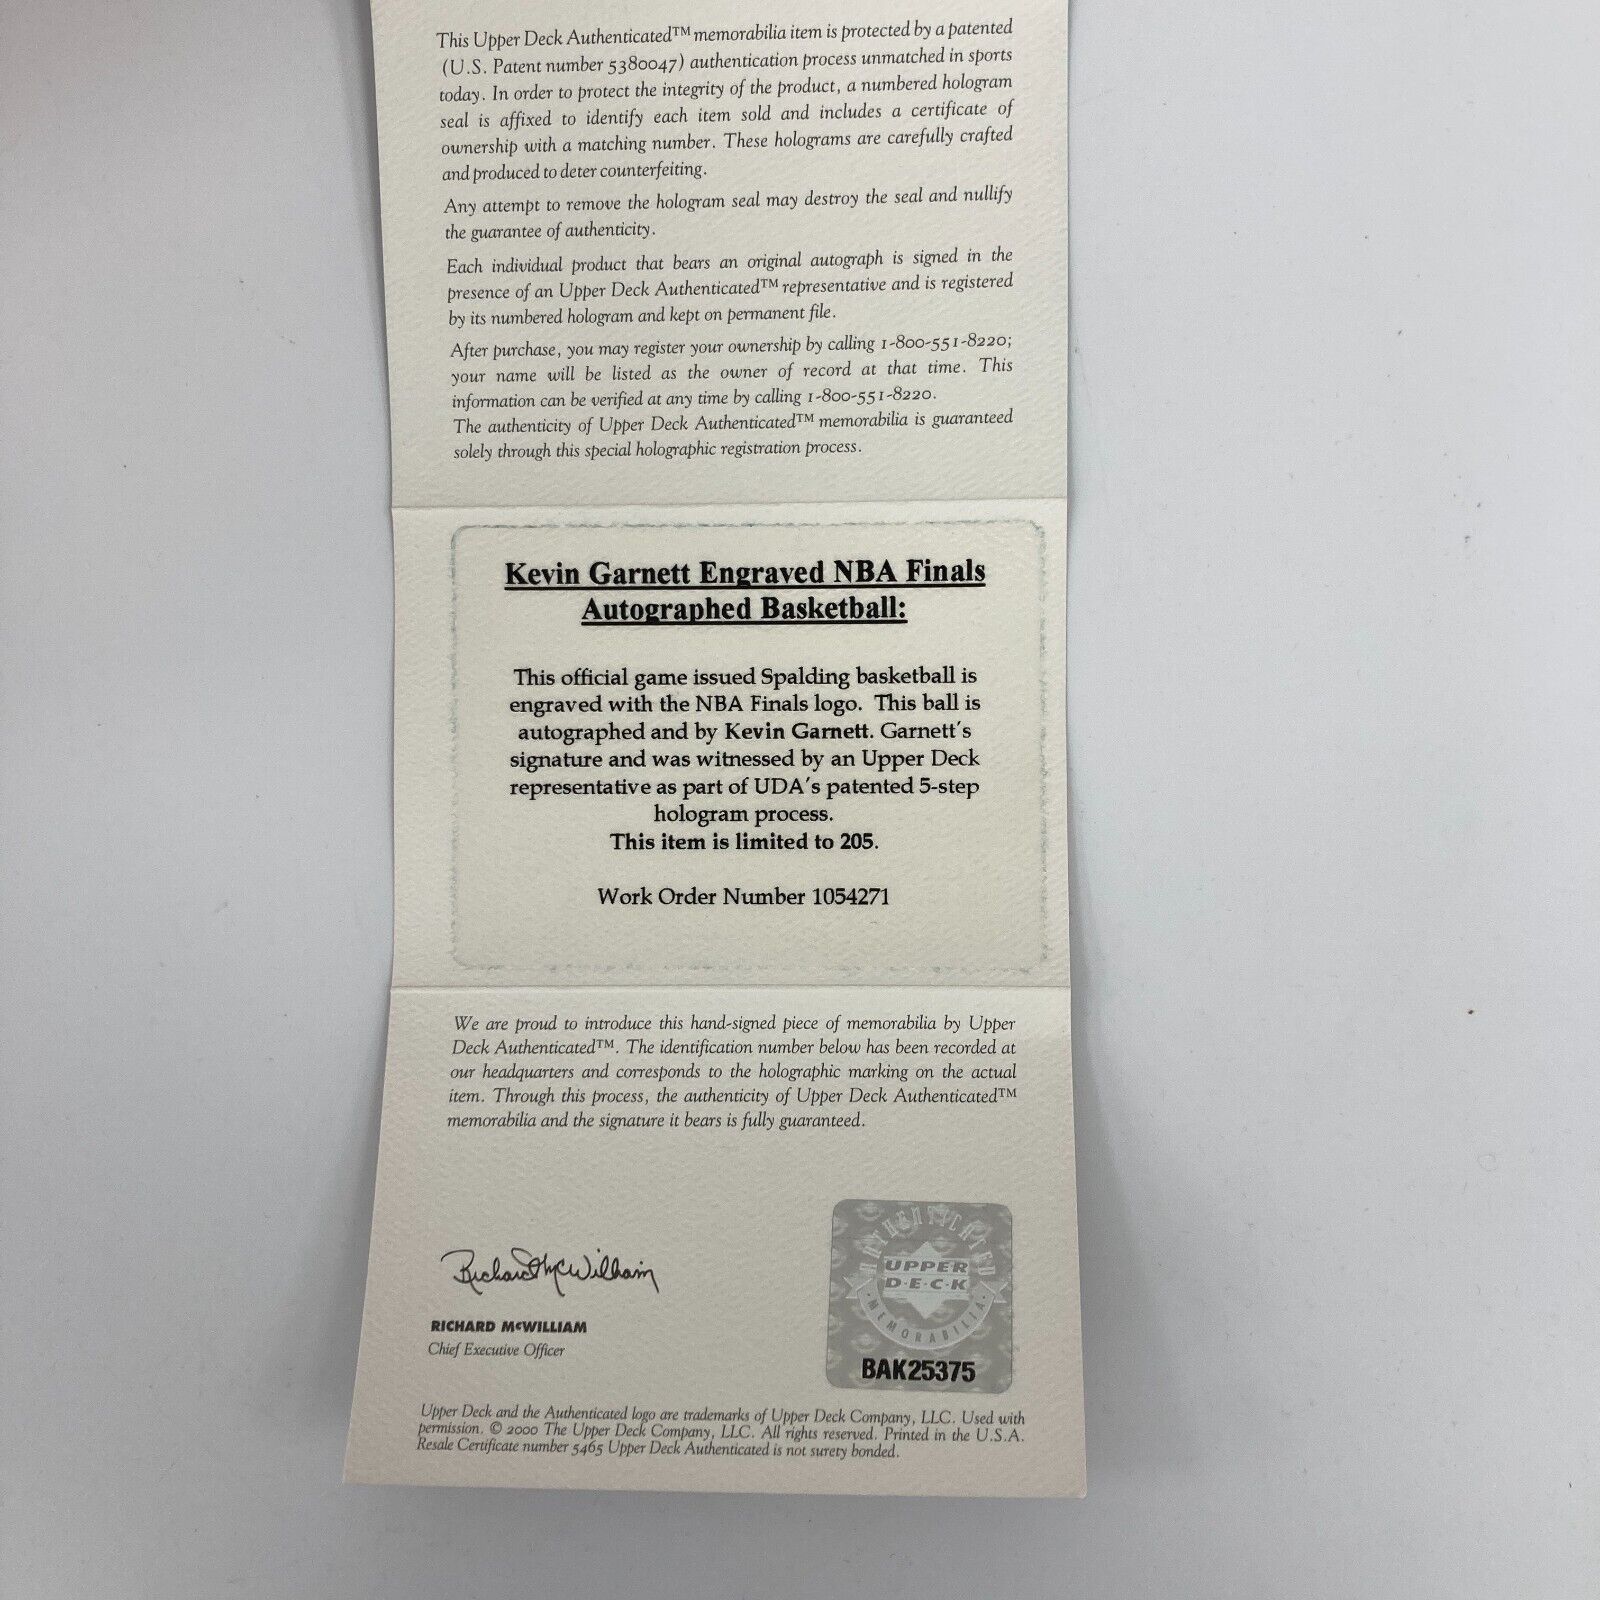 This Upper Deck Authenticated™ memorabilia item is protected by a patented
(U.S. Patent number 5380047) authentication process unmatched in sports
today. In order to protect the integrity of the product, a numbered hologram
seal is affixed to identify each item sold and includes a certificate of
ownership with a matching number. These holograms are carefully crafted
and produced to deter counterfeiting.
Any attempt to remove the hologram seal may destroy the seal and nullify
the guarantee of authenticity.
Each individual product that bears an original autograph is signed in the
presence of an Upper Deck Authenticated™ representative and is registered
by its numbered hologram and kept on permanent file.
After purchase, you may register your ownership by calling 1-800-551-8220;
your name will be listed as the owner of record at that time. This
information can be verified at any time by calling 1-800-551-8220.
The authenticity of Upper Deck Authenticated™ memorabilia is guaranteed
solely through this special holographic registration process.
Kevin Garnett Engraved NBA Finals
Autographed Basketball:
This official game issued Spalding basketball is
engraved with the NBA Finals logo. This ball is
autographed and by Kevin Garnett. Garnett's
signature and was witnessed by an Upper Deck
representative as part of UDA's patented 5-step
hologram process.
This item is limited to 205.
Work Order Number 1054271
We are proud to introduce this hand-signed piece of memorabilia by Upper
Deck Authenticated™. The identification number below has been recorded at
our headquarters and corresponds to the holographic marking on the actual
item. Through this process, the authenticity of Upper Deck Authenticated™
memorabilia and the signature it bears is fully guaranteed.
Richard McWilliam
RICHARD McWILLIAM
Chief Executive Officer
AUTHENTICATED
UPPER
D·E·C·K
MEMORABILIA
BAK25375
Upper Deck and the Authenticated logo are trademarks of Upper Deck Company, LLC. Used with
permission. © 2000 The Upper Deck Company, LLC. All rights reserved. Printed in the U.S.A.
Resale Certificate number 5465 Upper Deck Authenticated is not surety bonded.